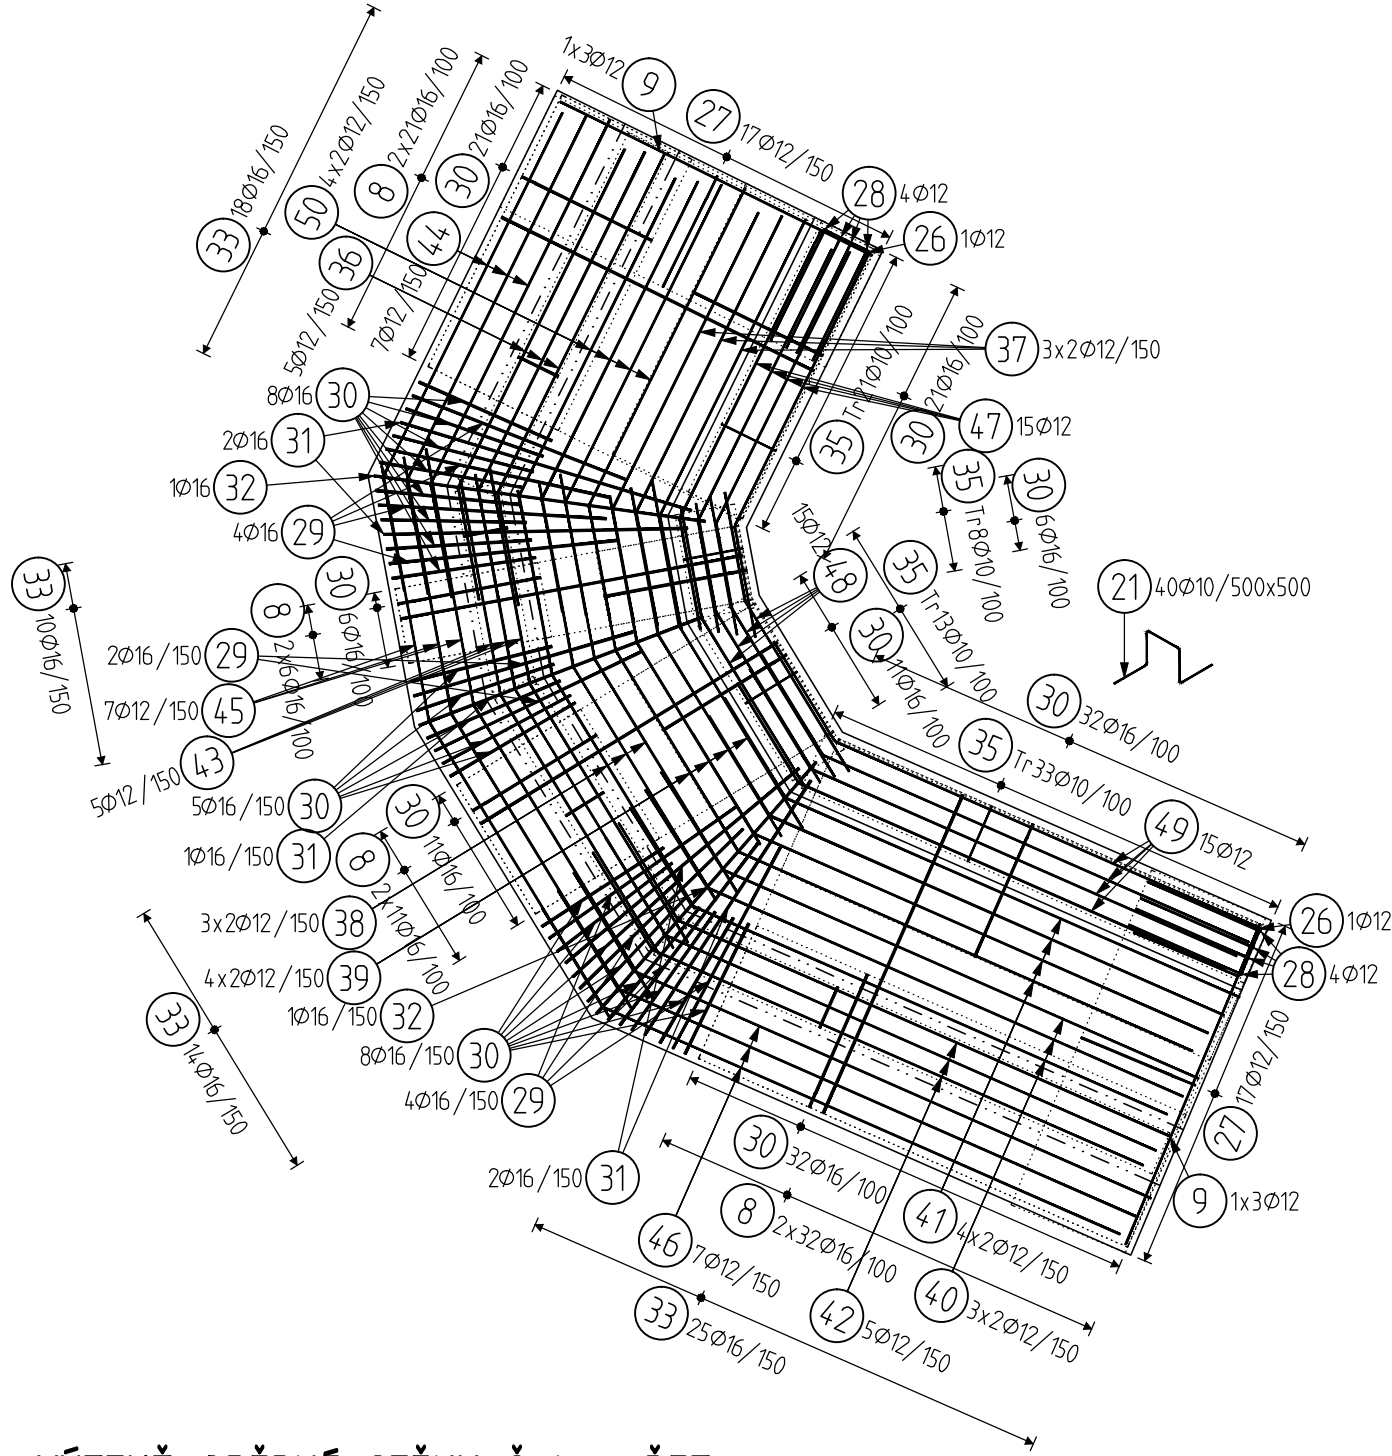 1x3Ø12 9
27 17Ø12/150
28 4Ø12
26 1Ø12
33 18Ø16/150
50 4x2Ø12/150
8 2x21Ø16/100
30 21Ø16/100
36 5Ø12/150
44 7Ø12/150
37 3x2Ø12/150
47 15Ø12
35 Tr21Ø10/100
30 21Ø16/100
8Ø16 30
2Ø16 31
1Ø16 32
4Ø16 29
35 Tr8Ø10/100
30 6Ø16/100
15Ø12 48
35 Tr13Ø10/100
30 11Ø16/100
21 40Ø10/500x500
33 10Ø16/150
8 2x6Ø16/100
30 6Ø16/100
2Ø16/150 29
7Ø12/150 45
5Ø12/150 43
5Ø16/150 30
1Ø16/150 31
30 32Ø16/100
35 Tr33Ø10/100
49 15Ø12
26 1Ø12
28 4Ø12
30 11Ø16/100
8 2x11Ø16/100
3x2Ø12/150 38
4x2Ø12/150 39
1Ø16/150 32
33 14Ø16/150
8Ø16/150 30
4Ø16/150 29
2Ø16/150 31
27 17Ø12/150
9 1x3Ø12
30 32Ø16/100
8 2x32Ø16/100
41 4x2Ø12/150
46 7Ø12/150
40 3x2Ø12/150
42 5Ø12/150
33 25Ø16/150